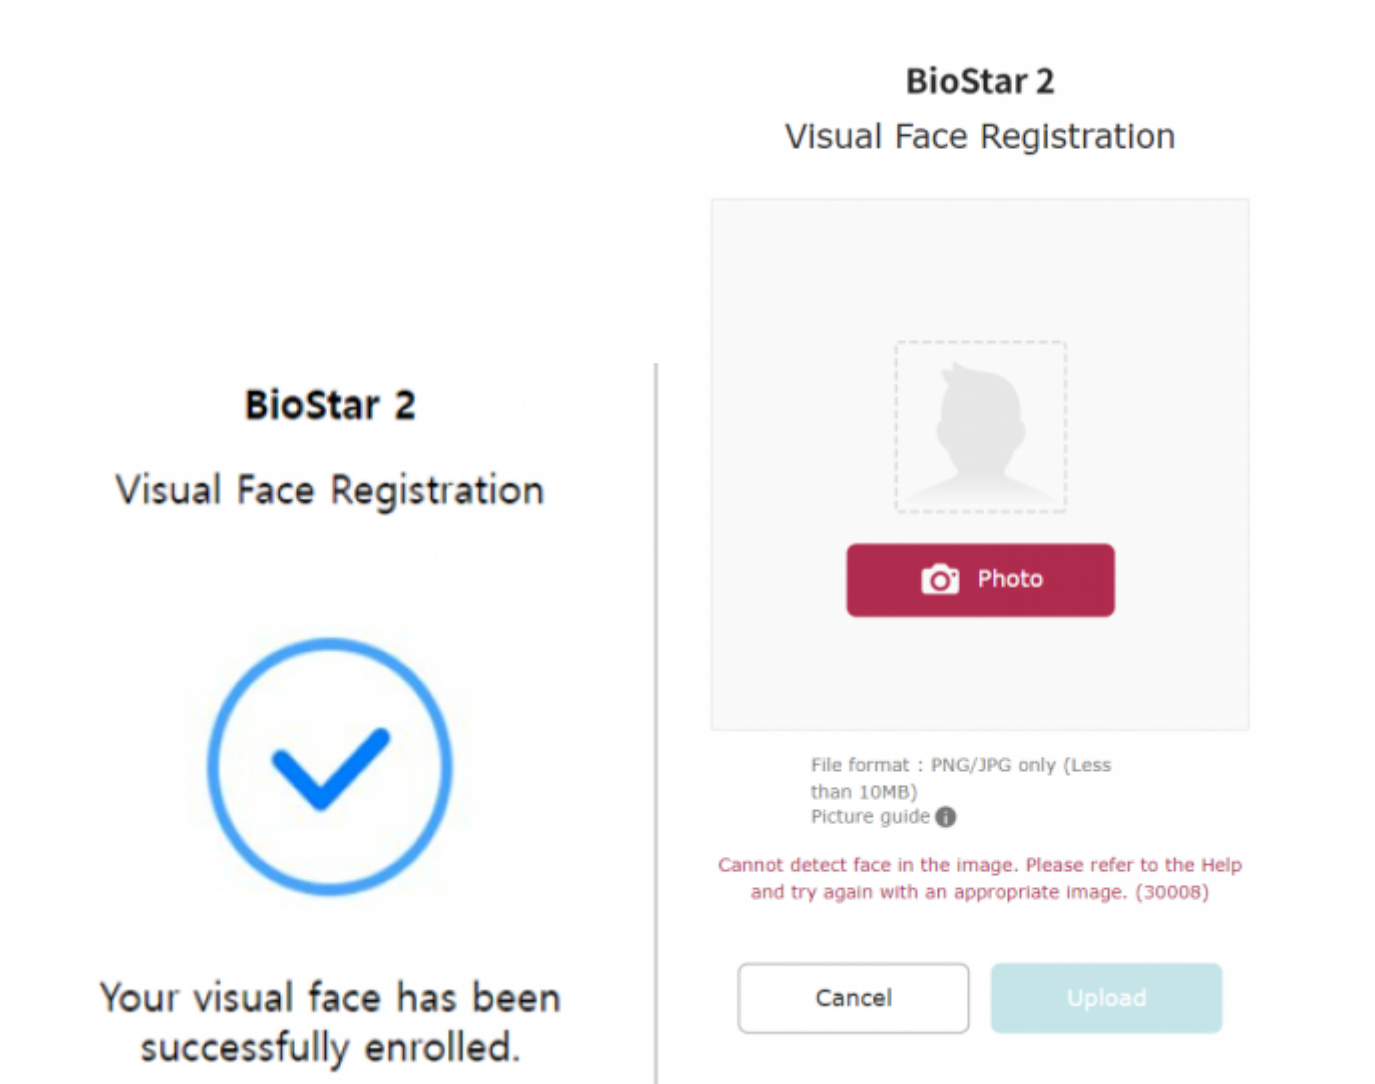 BioStar 2
Visual Face Registration
Your visual face has been
successfully enrolled.
BioStar 2
Visual Face Registration
Photo
File format : PNG/JPG only (Less
than 10MB)
Picture guide
Cannot detect face in the image. Please refer to the Help
and try again with an appropriate image. (30008)
Cancel
Upload